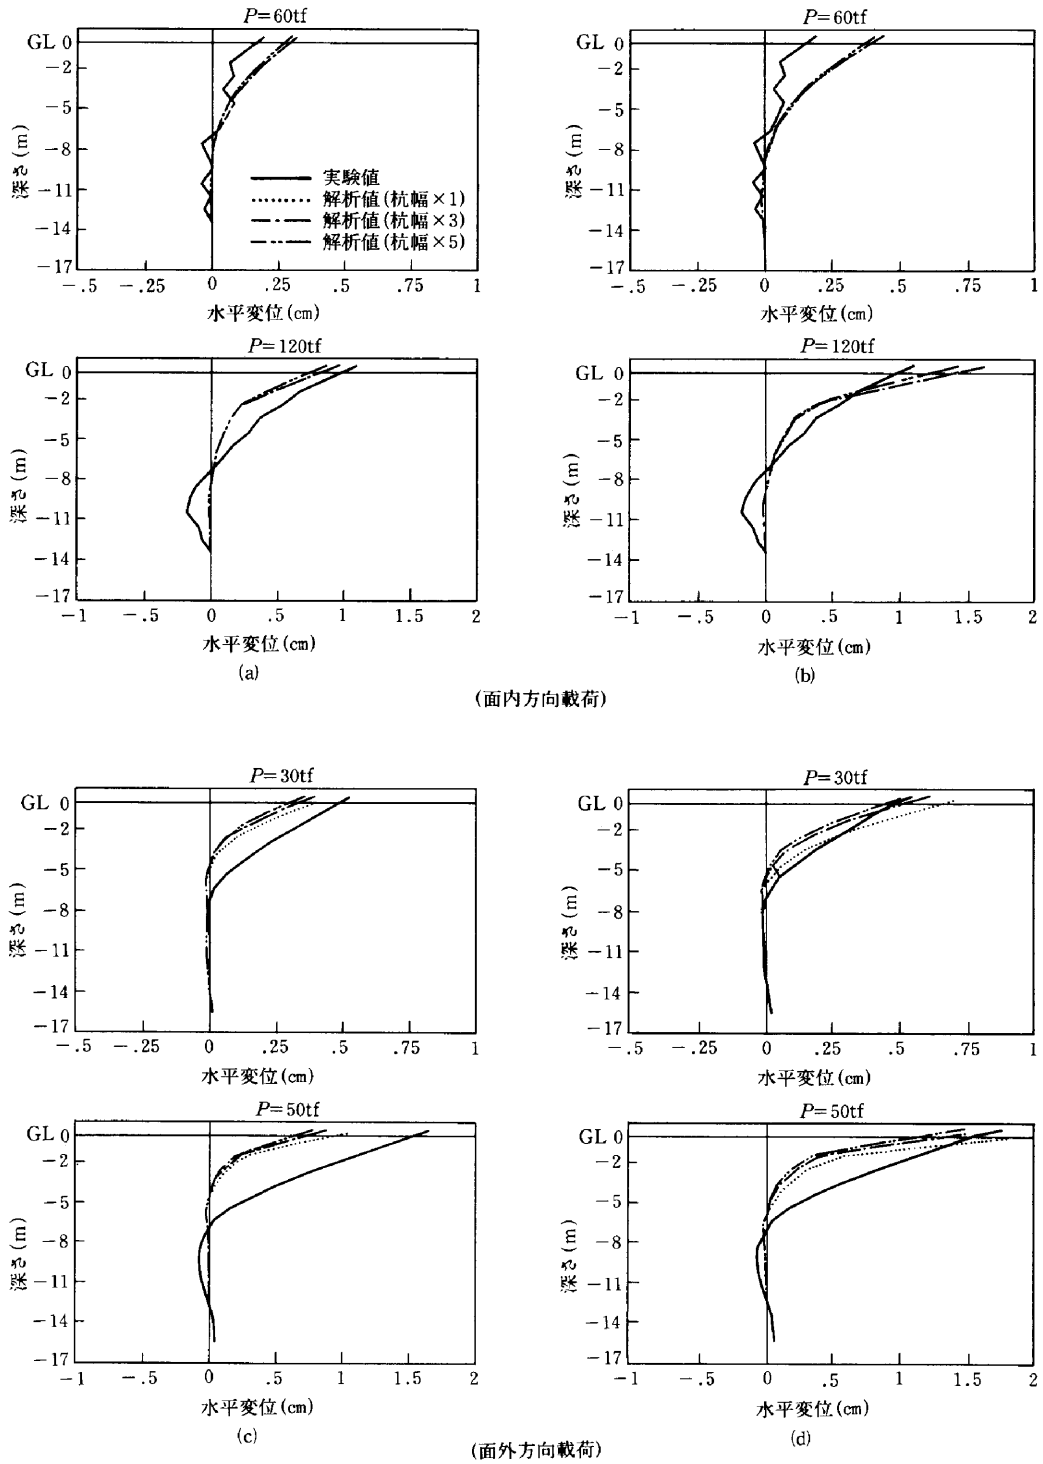 P=60tf
GL 0
−2
−5
−8
−11
−14
−17
深さ(m)
実験値
解析値(杭幅×1)
解析値(杭幅×3)
解析値(杭幅×5)
−.5 −.25 0 .25 .75 1
水平変位(cm)
P=60tf
GL 0
−2
−5
−8
−11
−14
−17
深さ(m)
−.5 −.25 0 .25 .75 1
水平変位(cm)
P=120tf
GL 0
−2
−5
−8
−11
−14
−17
深さ(m)
−1 −.5 0 .5 1 1.5 2
水平変位(cm)
(a)
P=120tf
GL 0
−2
−5
−8
−11
−14
−17
深さ(m)
−1 −.5 0 .5 1 1.5 2
水平変位(cm)
(b)
(面内方向載荷)
P=30tf
GL 0
−2
−5
−8
−11
−14
−17
深さ(m)
−.5 −.25 0 .25 .5 .75 1
水平変位(cm)
P=30tf
GL 0
−2
−5
−8
−11
−14
−17
深さ(m)
−.5 −.25 0 .25 .5 .75 1
水平変位(cm)
P=50tf
GL 0
−2
−5
−8
−11
−14
−17
深さ(m)
−1 −.5 0 .5 1 1.5 2
水平変位(cm)
(c)
P=50tf
GL 0
−2
−5
−8
−11
−14
−17
深さ(m)
−1 −.5 0 .5 1 1.5 2
水平変位(cm)
(d)
(面外方向載荷)